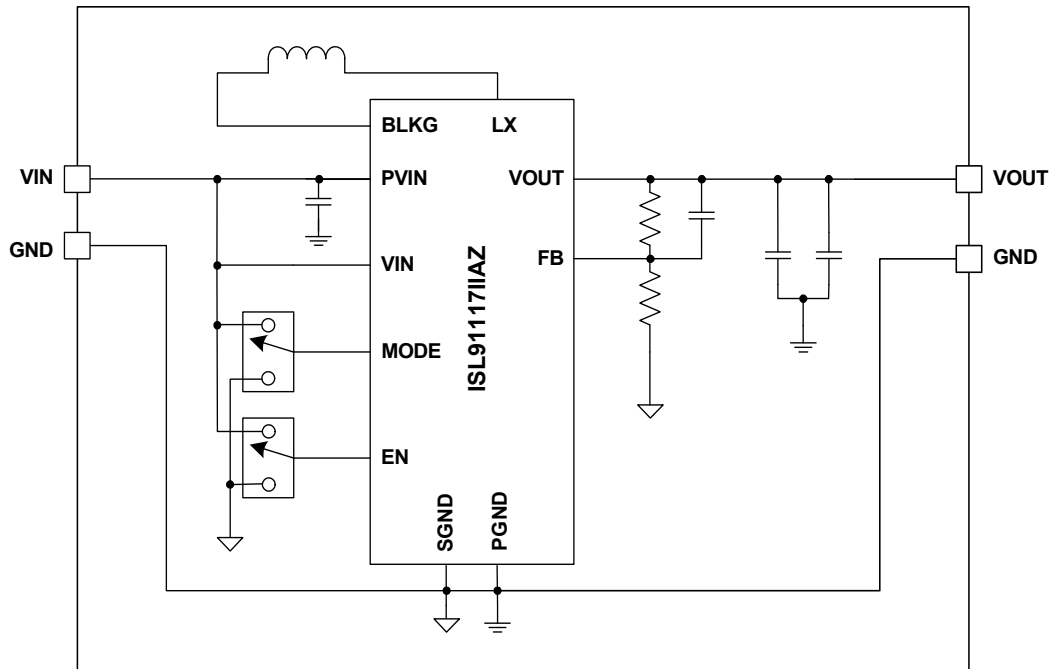 BLKG
LX
VIN
PVIN
VOUT
VOUT
GND
VIN
FB
GND
ISL91117IIAZ
MODE
EN
SGND
PGND